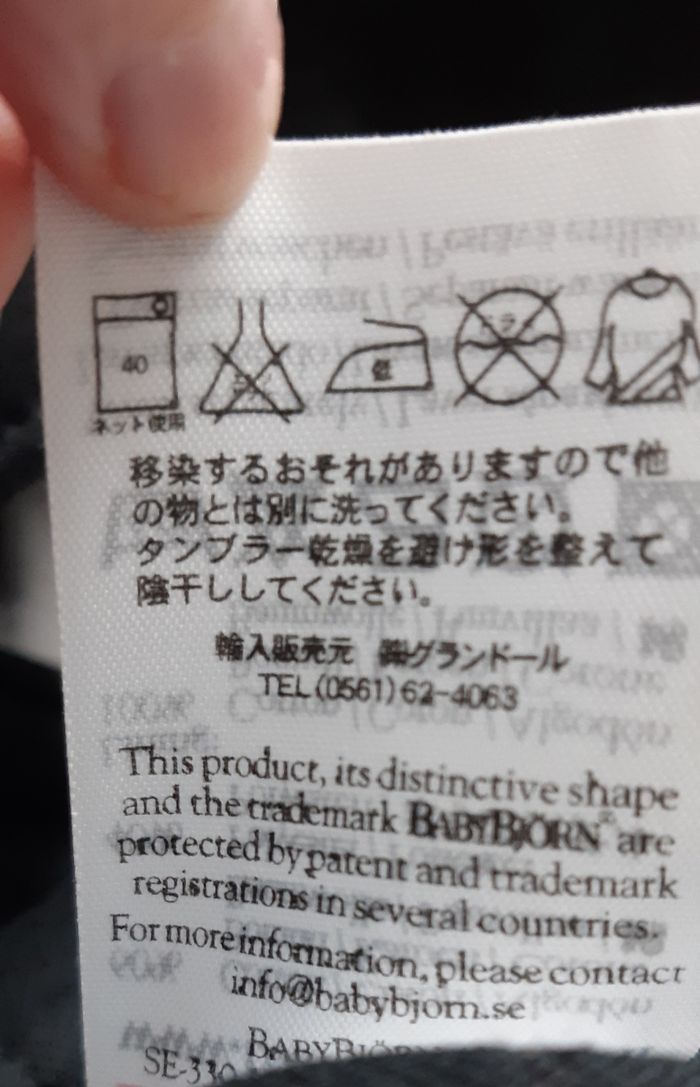 40
ネット使用
低
移染するおそれがありますので他
の物とは別に洗ってください。
タンブラー乾燥を避け形を整えて
陰干ししてください。
輸入販売元 ㈱グランドール
TEL(0561)62-4063
This product, its distinctive shape
and the trademark BABYBJÖRN® are
protected by patent and trademark
registrations in several countries.
For more information, please contact
info@babybjorn.se
BABYBJÖRN
SE-330